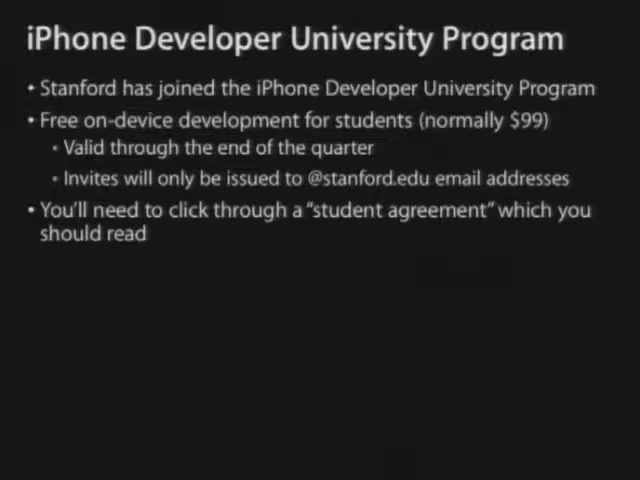 iPhone Developer University Program
• Stanford has joined the iPhone Developer University Program
• Free on-device development for students (normally $99)
• Valid through the end of the quarter
• Invites will only be issued to @stanford.edu email addresses
• You'll need to click through a “student agreement” which you
should read